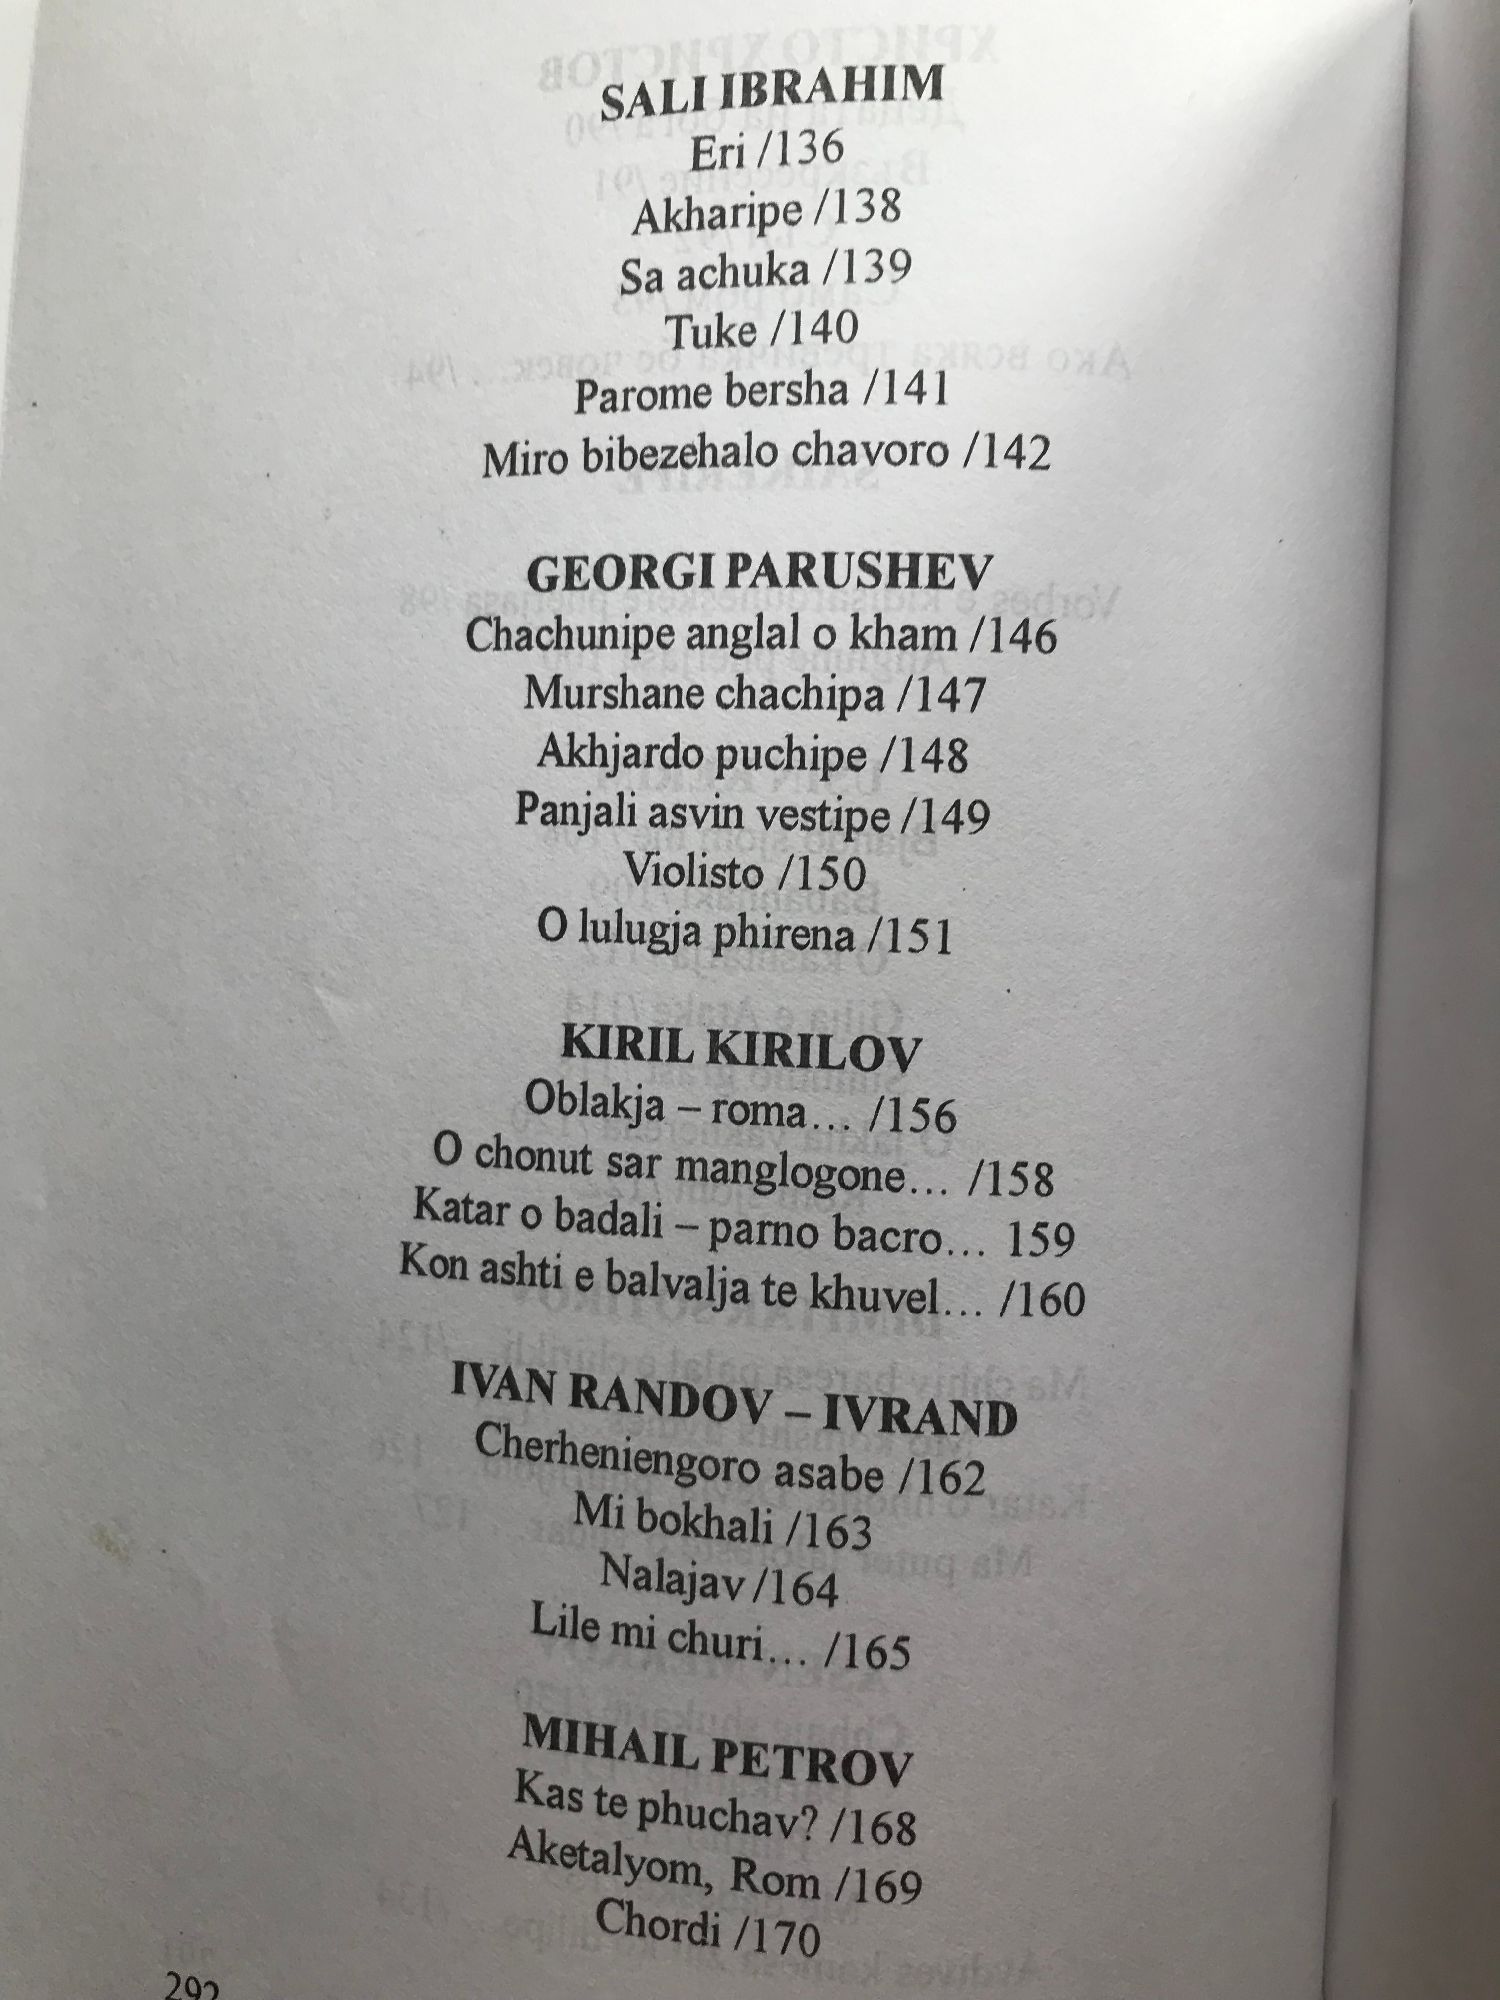 SALI IBRAHIM
Eri /136
Akharipe /138
Sa achuka /139
Tuke /140
Parome bersha /141
Miro bibezehalo chavoro /142
GEORGI PARUSHEV
Chachunipe anglal o kham /146
Murshane chachipa /147
Akhjardo puchipe /148
Panjali asvin vestipe /149
Violisto /150
O lulugja phirena /151
KIRIL KIRILOV
Oblakja – roma... /156
O chonut sar manglogone... /158
Katar o badali – parno bacro... 159
Kon ashti e balvalja te khuvel... /160
IVAN RANDOV – IVRAND
Cherheniengoro asabe /162
Mi bokhali /163
Nalajav /164
Lile mi churi... /165
MIHAIL PETROV
Kas te phuchav? /168
Aketalyom, Rom /169
Chordi /170
292